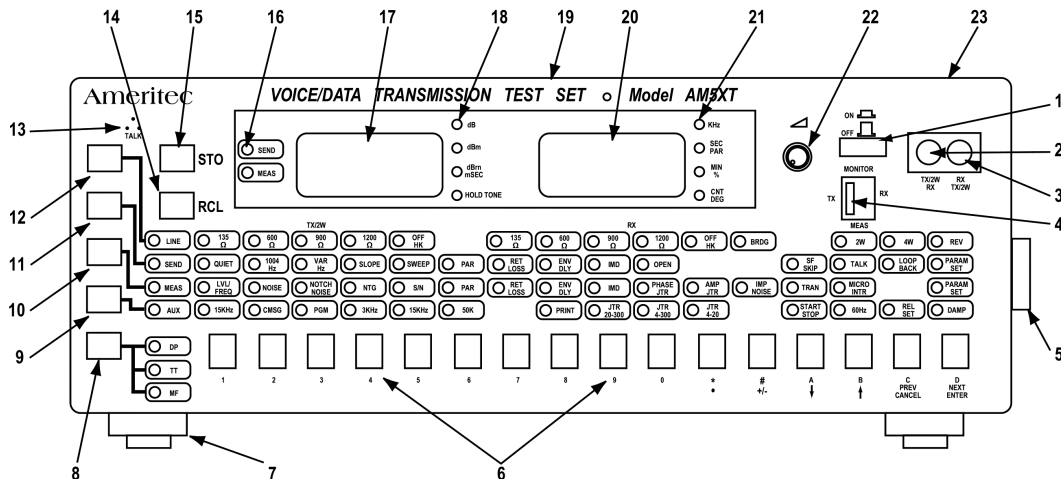 14 15 16 17 18 19 20 21 22 23
Ameritec VOICE/DATA TRANSMISSION TEST SET Model AM5XT
13 TALK
12 STO
RCL
SEND
MEAS
dB
dBm
dBrn mSEC
HOLD TONE
KHz
SEC PAR
MIN %
CNT DEG
ON
OFF
1
2
3
TX/2W RX
RX TX/2W
MONITOR
TX RX
MEAS
4
11
10
9
8
7
6
5
TX/2W RX
LINE 135 Ω 600 Ω 900 Ω 1200 Ω OFF HK 135 Ω 600 Ω 900 Ω 1200 Ω OFF HK BRDG 2W 4W REV
SEND QUIET 1004 Hz VAR Hz SLOPE SWEEP PAR RET LOSS ENV DLY IMD OPEN SF SKIP TALK LOOP BACK PARAM SET
MEAS LVL/ FREQ NOISE NOTCH NOISE NTG S/N PAR RET LOSS ENV DLY IMD PHASE JTR AMP JTR IMP NOISE TRAN MICRO INTR PARAM SET
AUX 15KHz CMSG PGM 3KHz 15KHz 50K PRINT JTR 20-300 JTR 4-300 JTR 4-20 START STOP 60Hz REL SET DAMP
DP
TT
MF
1 2 3 4 5 6 7 8 9 0 * • # +/- A ↓ B ↑ C PREV CANCEL D NEXT ENTER